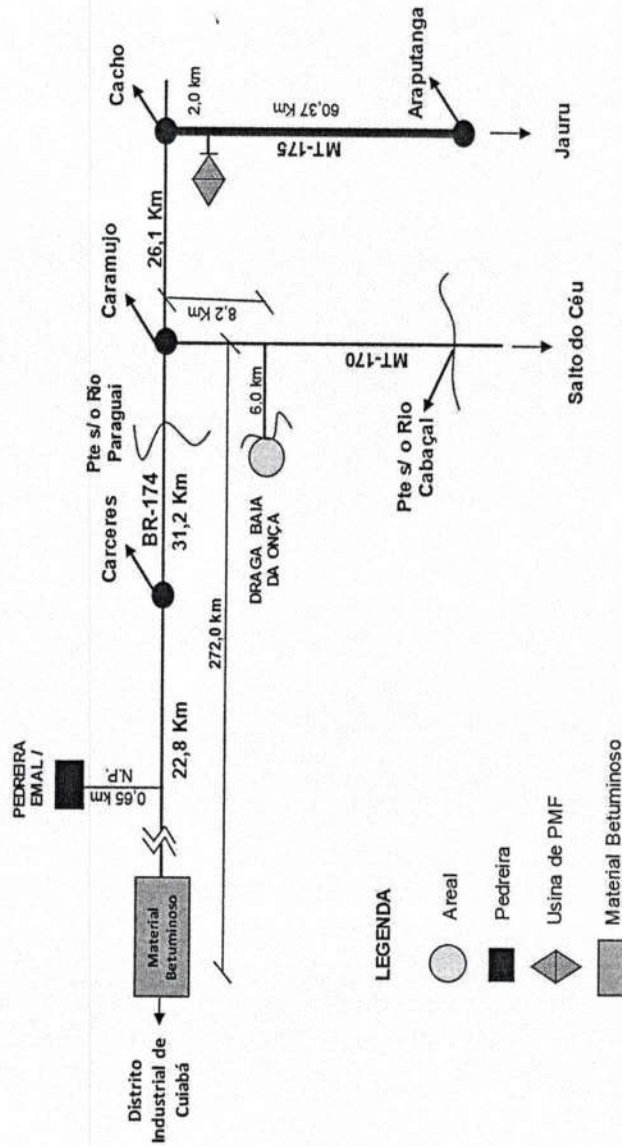 PEDREIRA
EMAL /
0,65 km
N.P.
22,8 Km
Distrito
Industrial de
Cuiabá
Material
Betuminoso
Carceres
BR-174
31,2 Km
Pte s/ o Rio
Paraguai
Caramujo
26,1 Km
Cacho
2,0 km
272,0 km
8,2 Km
6,0 km
DRAGA BAIA
DA ONÇA
MT-170
Pte s/ o Rio
Cabaçal
Salto do Céu
MT-175
60,37 Km
Araputanga
Jauru
LEGENDA
Areal
Pedreira
Usina de PMF
Material Betuminoso